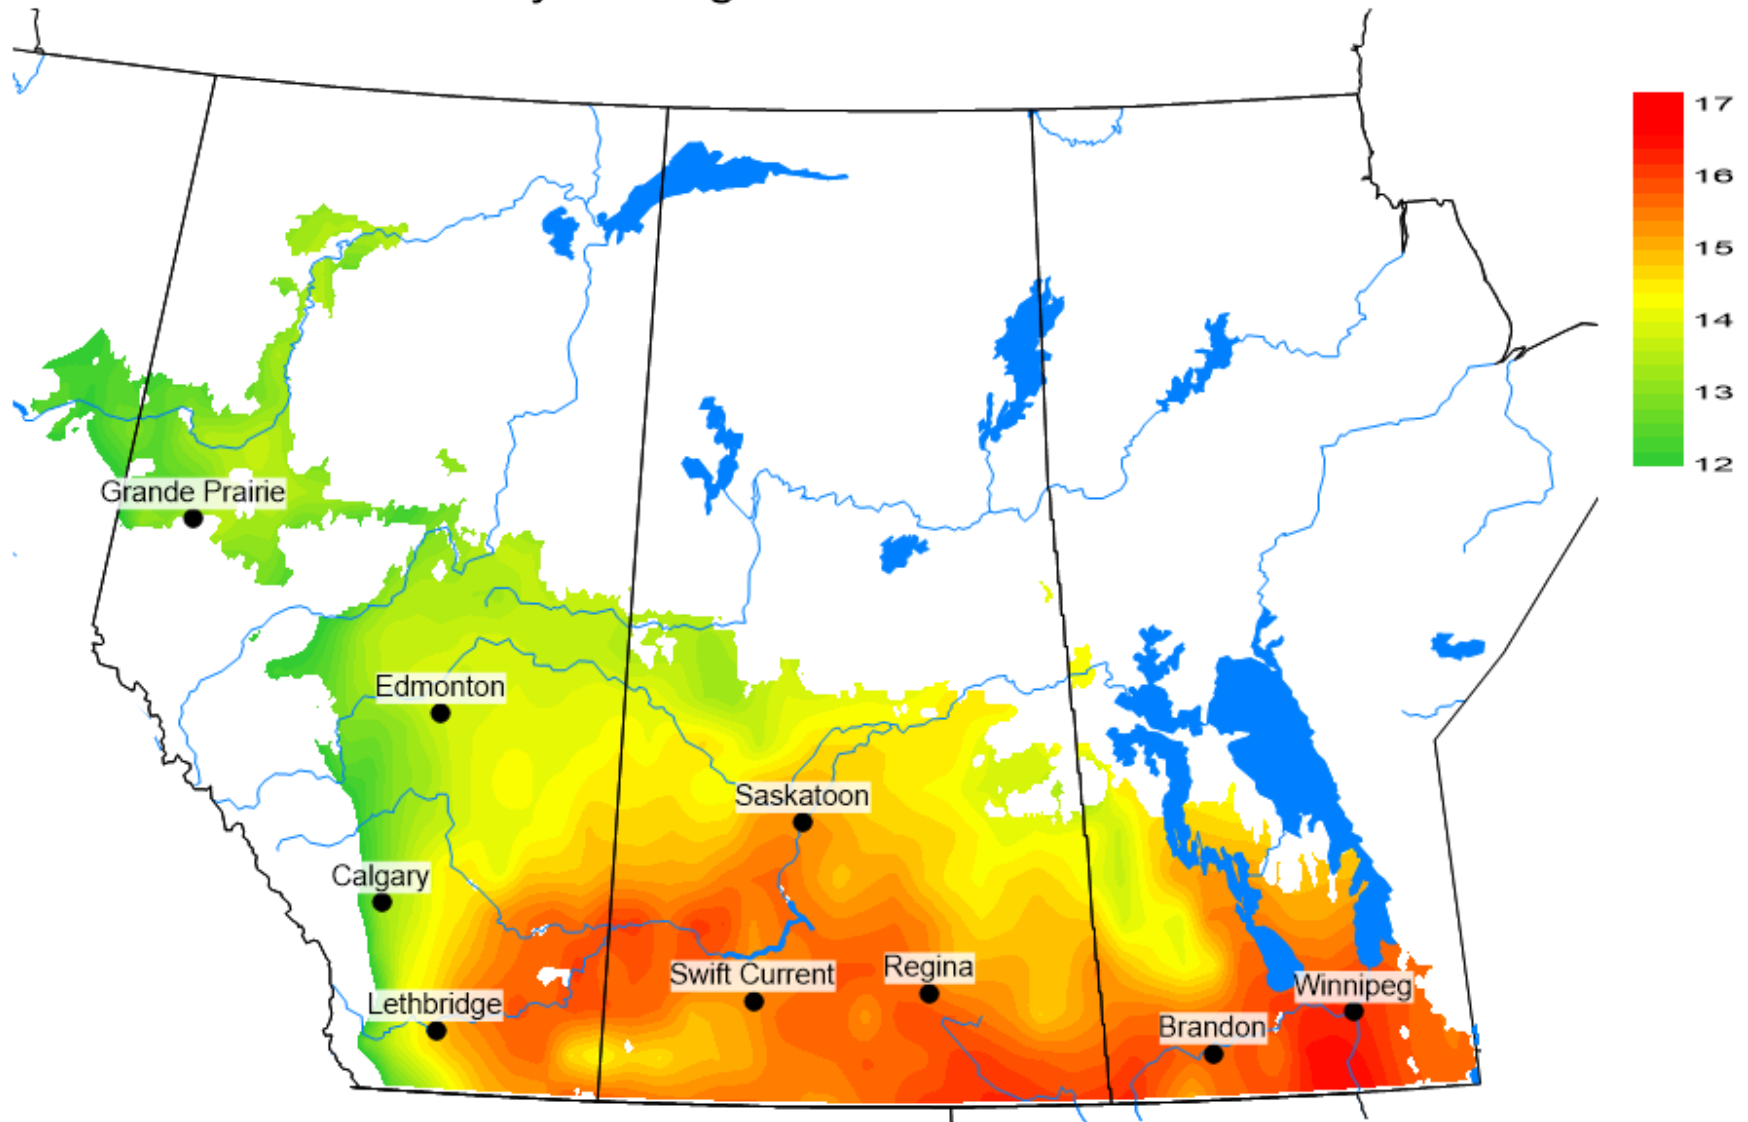 17
16
15
14
13
12
Grande Prairie
Edmonton
Saskatoon
Calgary
Swift Current
Regina
Lethbridge
Winnipeg
Brandon